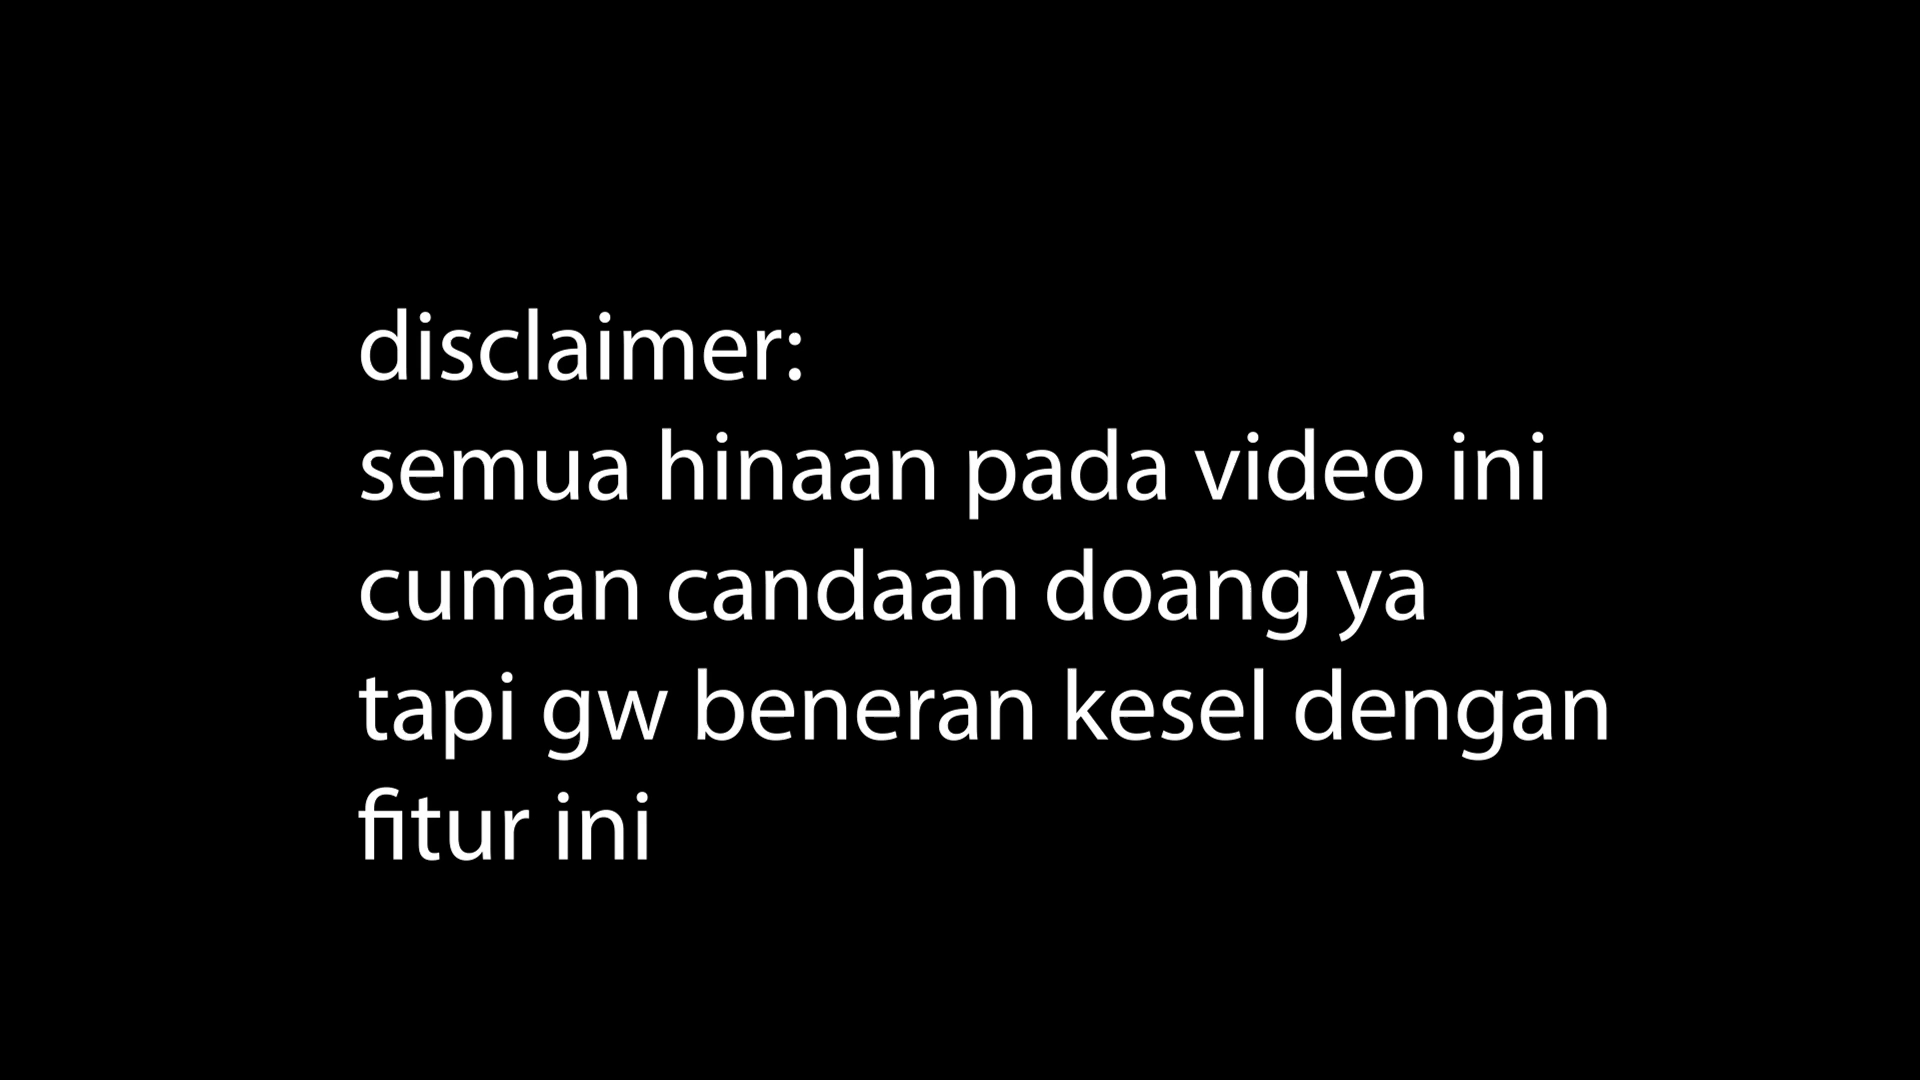 disclaimer:
semua hinaan pada video ini
cuman candaan doang ya
tapi gw beneran kesel dengan
fitur ini